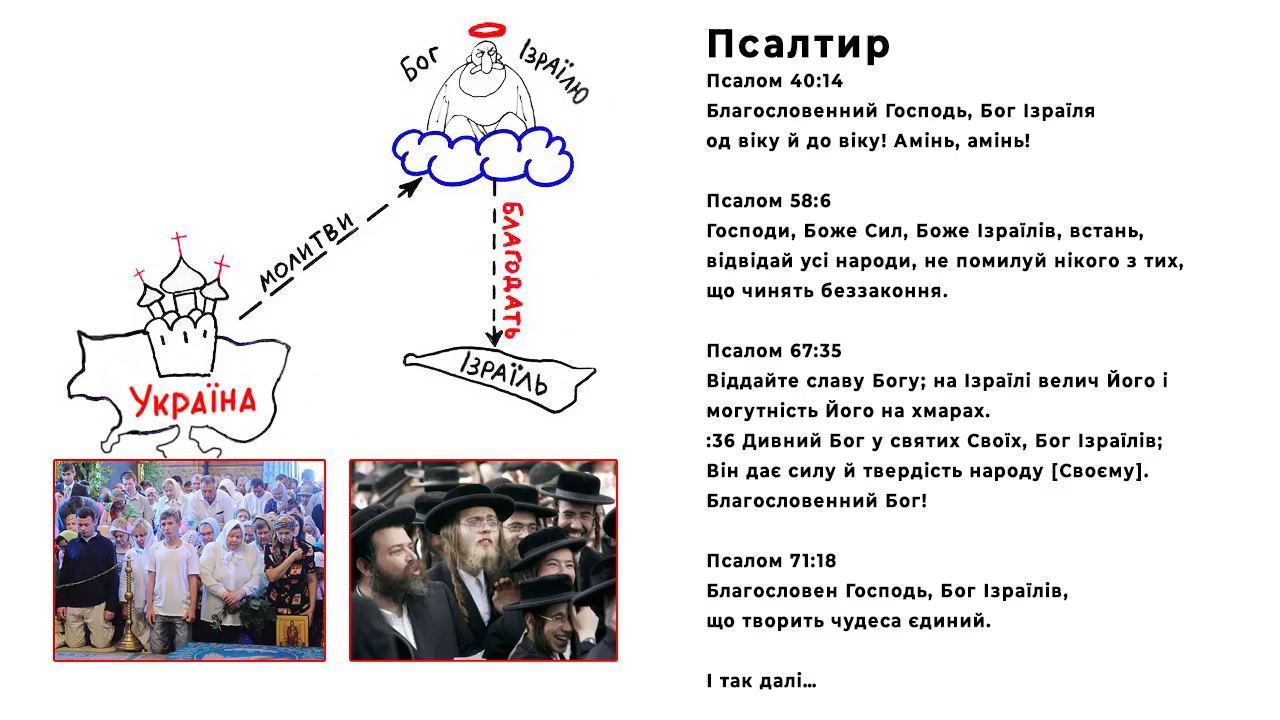 Бог
Ізраїлю
молитви
благодать
Україна
Ізраїль
Псалтир
Псалом 40:14
Благословенний Господь, Бог Ізраїля
од віку й до віку! Амінь, амінь!
Псалом 58:6
Господи, Боже Сил, Боже Ізраїлів, встань,
відвідай усі народи, не помилуй нікого з тих,
що чинять беззаконня.
Псалом 67:35
Віддайте славу Богу; на Ізраїлі велич Його і
могутність Його на хмарах.
:36 Дивний Бог у святих Своїх, Бог Ізраїлів;
Він дає силу й твердість народу [Своєму].
Благословенний Бог!
Псалом 71:18
Благословен Господь, Бог Ізраїлів,
що творить чудеса єдиний.
І так далі…